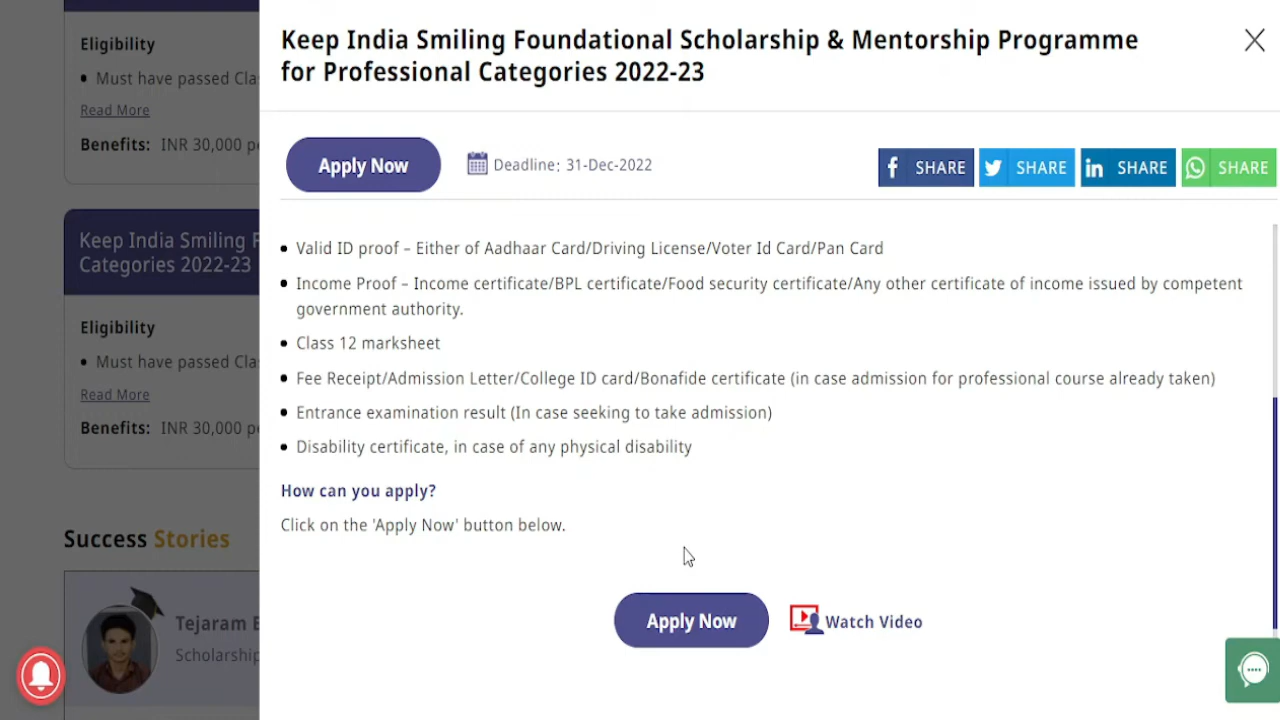 Keep India Smiling Foundational Scholarship & Mentorship Programme
for Professional Categories 2022-23
Apply Now
Deadline: 31-Dec-2022
SHARE
SHARE
SHARE
SHARE
Valid ID proof – Either of Aadhaar Card/Driving License/Voter Id Card/Pan Card
Income Proof – Income certificate/BPL certificate/Food security certificate/Any other certificate of income issued by competent
government authority.
Class 12 marksheet
Fee Receipt/Admission Letter/College ID card/Bonafide certificate (in case admission for professional course already taken)
Entrance examination result (In case seeking to take admission)
Disability certificate, in case of any physical disability
How can you apply?
Click on the 'Apply Now' button below.
Apply Now
Watch Video
Eligibility
Must have passed Cla
Read More
Benefits: INR 30,000 p
Keep India Smiling F
Categories 2022-23
Eligibility
Must have passed Cla
Read More
Benefits: INR 30,000 p
Success Stories
Tejaram
Scholarship